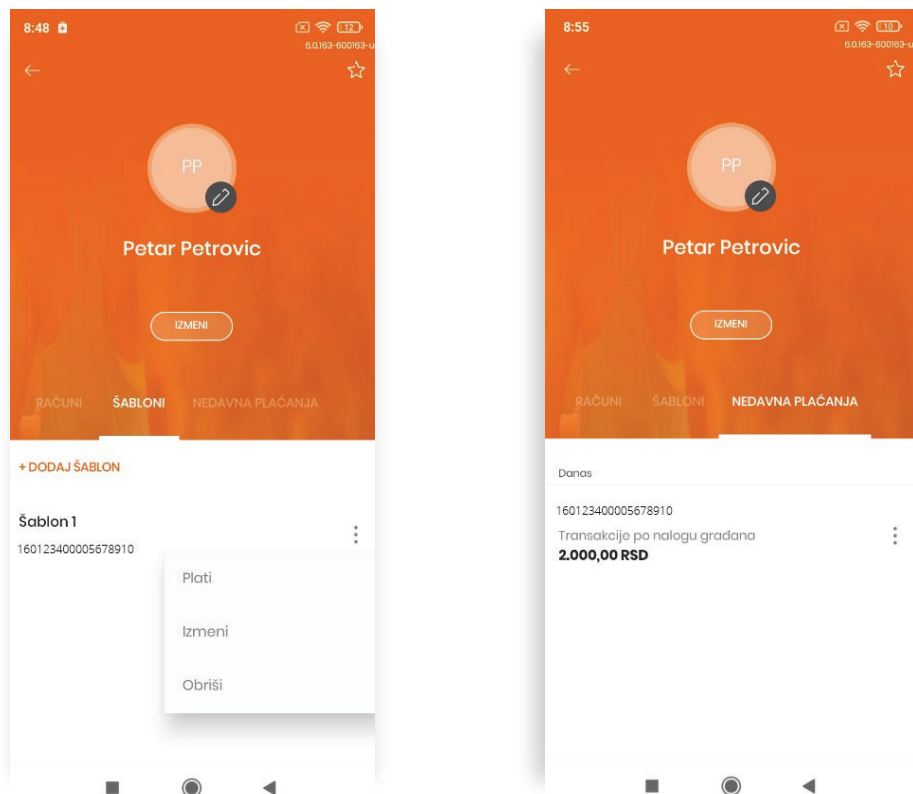 8:48
12
6.0.163-600163-u
PP
Petar Petrovic
IZMENI
RAČUNI ŠABLONI NEDAVNA PLAĆANJA
+ DODAJ ŠABLON
Šablon 1
160123400005678910
Plati
Izmeni
Obriši
8:55
10
6.0.163-600163-u
PP
Petar Petrovic
IZMENI
RAČUNI ŠABLONI NEDAVNA PLAĆANJA
Danas
160123400005678910
Transakcije po nalogu građana
2.000,00 RSD